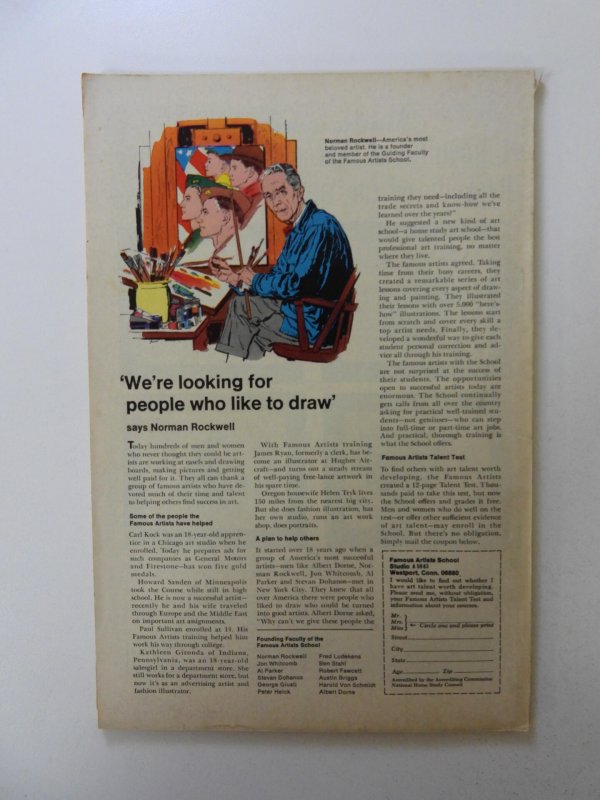 Norman Rockwell—America's most
beloved artist. He is a founder
and member of the Guiding Faculty
of the Famous Artists School.
'We're looking for
people who like to draw'
says Norman Rockwell
Today hundreds of men and women
who never thought they could be art-
ists are working at easels and drawing
boards, making pictures and getting
well paid for it. They all can thank a
group of famous artists who have de-
voted much of their time and talent
to helping others find success in art.
Some of the people the
Famous Artists have helped
Carl Kock was an 18-year-old appren-
tice in a Chicago art studio when he
enrolled. Today he prepares ads for
such companies as General Motors
and Firestone—has won five gold
medals.
Howard Sanden of Minneapolis
took the Course while still in high
school. He is now a successful artist—
recently he and his wife traveled
through Europe and the Middle East
on important art assignments.
Paul Sullivan enrolled at 19. His
Famous Artists training helped him
work his way through college.
Kathleen Gironda of Indiana,
Pennsylvania, was an 18-year-old
salesgirl in a department store. She
still works for a department store, but
now it's as an advertising artist and
fashion illustrator.
With Famous Artists training
James Ryan, formerly a clerk, has be-
come an illustrator at Hughes Air-
craft—and turns out a steady stream
of well-paying free-lance artwork in
his spare time.
Oregon housewife Helen Tryk lives
150 miles from the nearest big city.
But she does fashion illustration, has
her own studio, runs an art work
shop, does portraits.
A plan to help others
It started over 18 years ago when a
group of America's most successful
artists—men like Albert Dorne, Nor-
man Rockwell, Jon Whitcomb, Al
Parker and Stevan Dohanos—met in
New York City. They knew that all
over America there were people who
liked to draw who could be turned
into good artists. Albert Dorne asked,
"Why can't we give these people the
Founding Faculty of the
Famous Artists School
Norman Rockwell
Jon Whitcomb
Al Parker
Stevan Dohanos
George Giusti
Peter Helck
Fred Ludekens
Ben Stahl
Robert Fawcett
Austin Briggs
Harold Von Schmidt
Albert Dorne
training they need—including all the
trade secrets and know-how we've
learned over the years?"
He suggested a new kind of art
school—a home study art school—that
would give talented people the best
professional art training, no matter
where they live.
The famous artists agreed. Taking
time from their busy careers, they
created a remarkable series of art
lessons covering every aspect of draw-
ing and painting. They illustrated
their lessons with over 5,000 "here's
how" illustrations. The lessons start
from scratch and cover every skill a
top artist needs. Finally, they de-
veloped a wonderful way to give each
student personal correction and ad-
vice all through his training.
The famous artists with the School
are not surprised at the success of
their students. The opportunities
open to successful artists today are
enormous. The School continually
gets calls from all over the country
asking for practical well-trained stu-
dents—not geniuses—who can step
into full-time or part-time art jobs.
And practical, thorough training is
what the School offers.
Famous Artists Talent Test
To find others with art talent worth
developing, the Famous Artists
created a 12-page Talent Test. Thou-
sands paid to take this test, but now
the School offers and grades it free.
Men and women who do well on the
test—or offer other sufficient evidence
of art talent—may enroll in the
School. But there's no obligation.
Simply mail the coupon below.
Famous Artists School
Westport, Conn. 06880
I would like to find out whether I
have art talent worth developing.
Please send me, without obligation,
your Famous Artists Talent Test and
information about your courses.
Mr.
Mrs. Circle one and please print
Miss
Street
City
State
Age Zip
Accredited by the Accrediting Commission
National Home Study Council